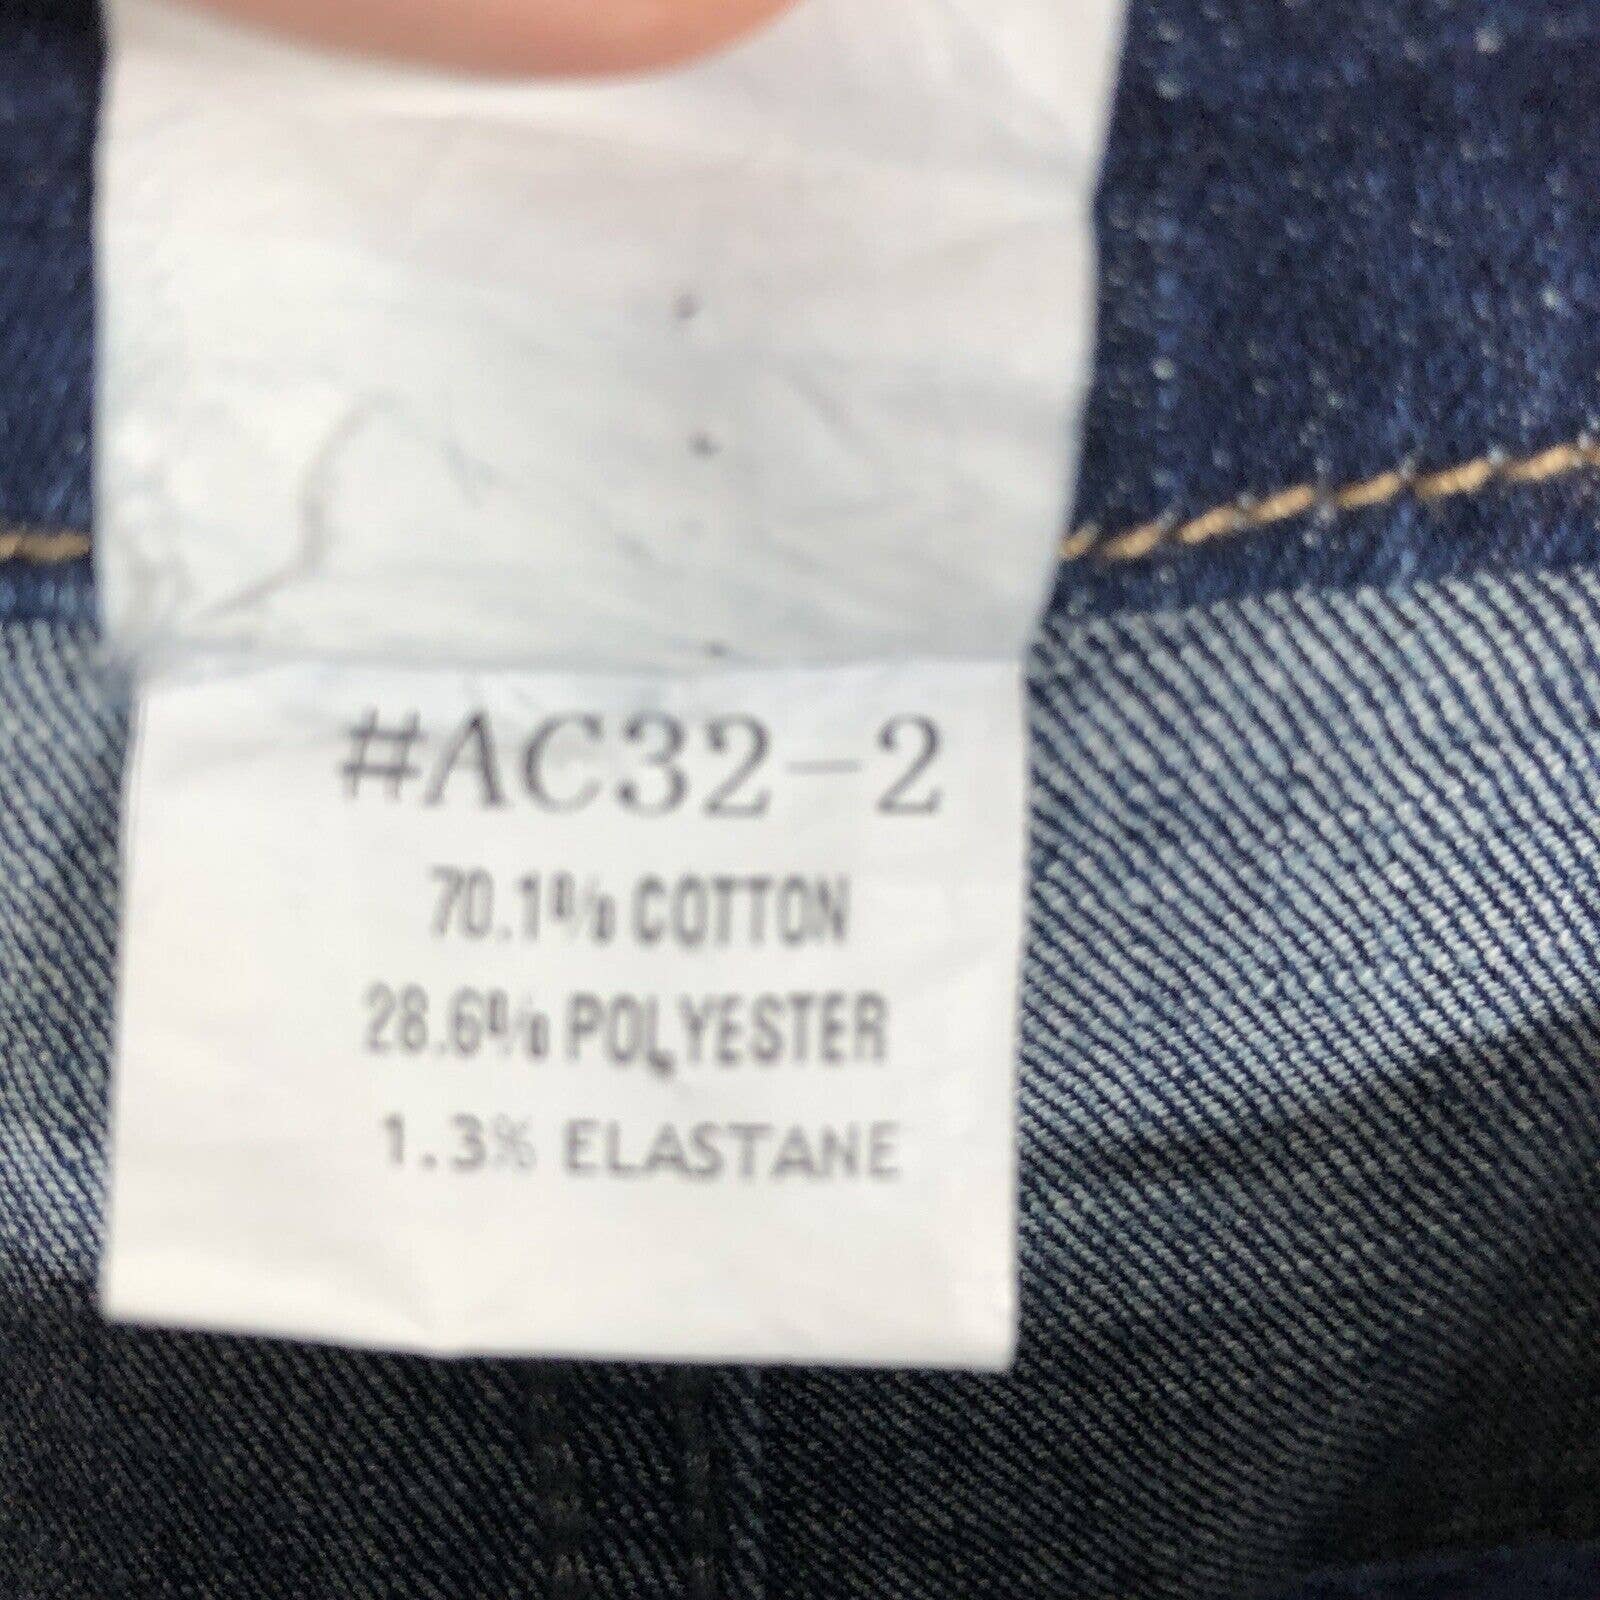 #AC32-2
70.1% COTTON
28.6% POLYESTER
1.3% ELASTANE